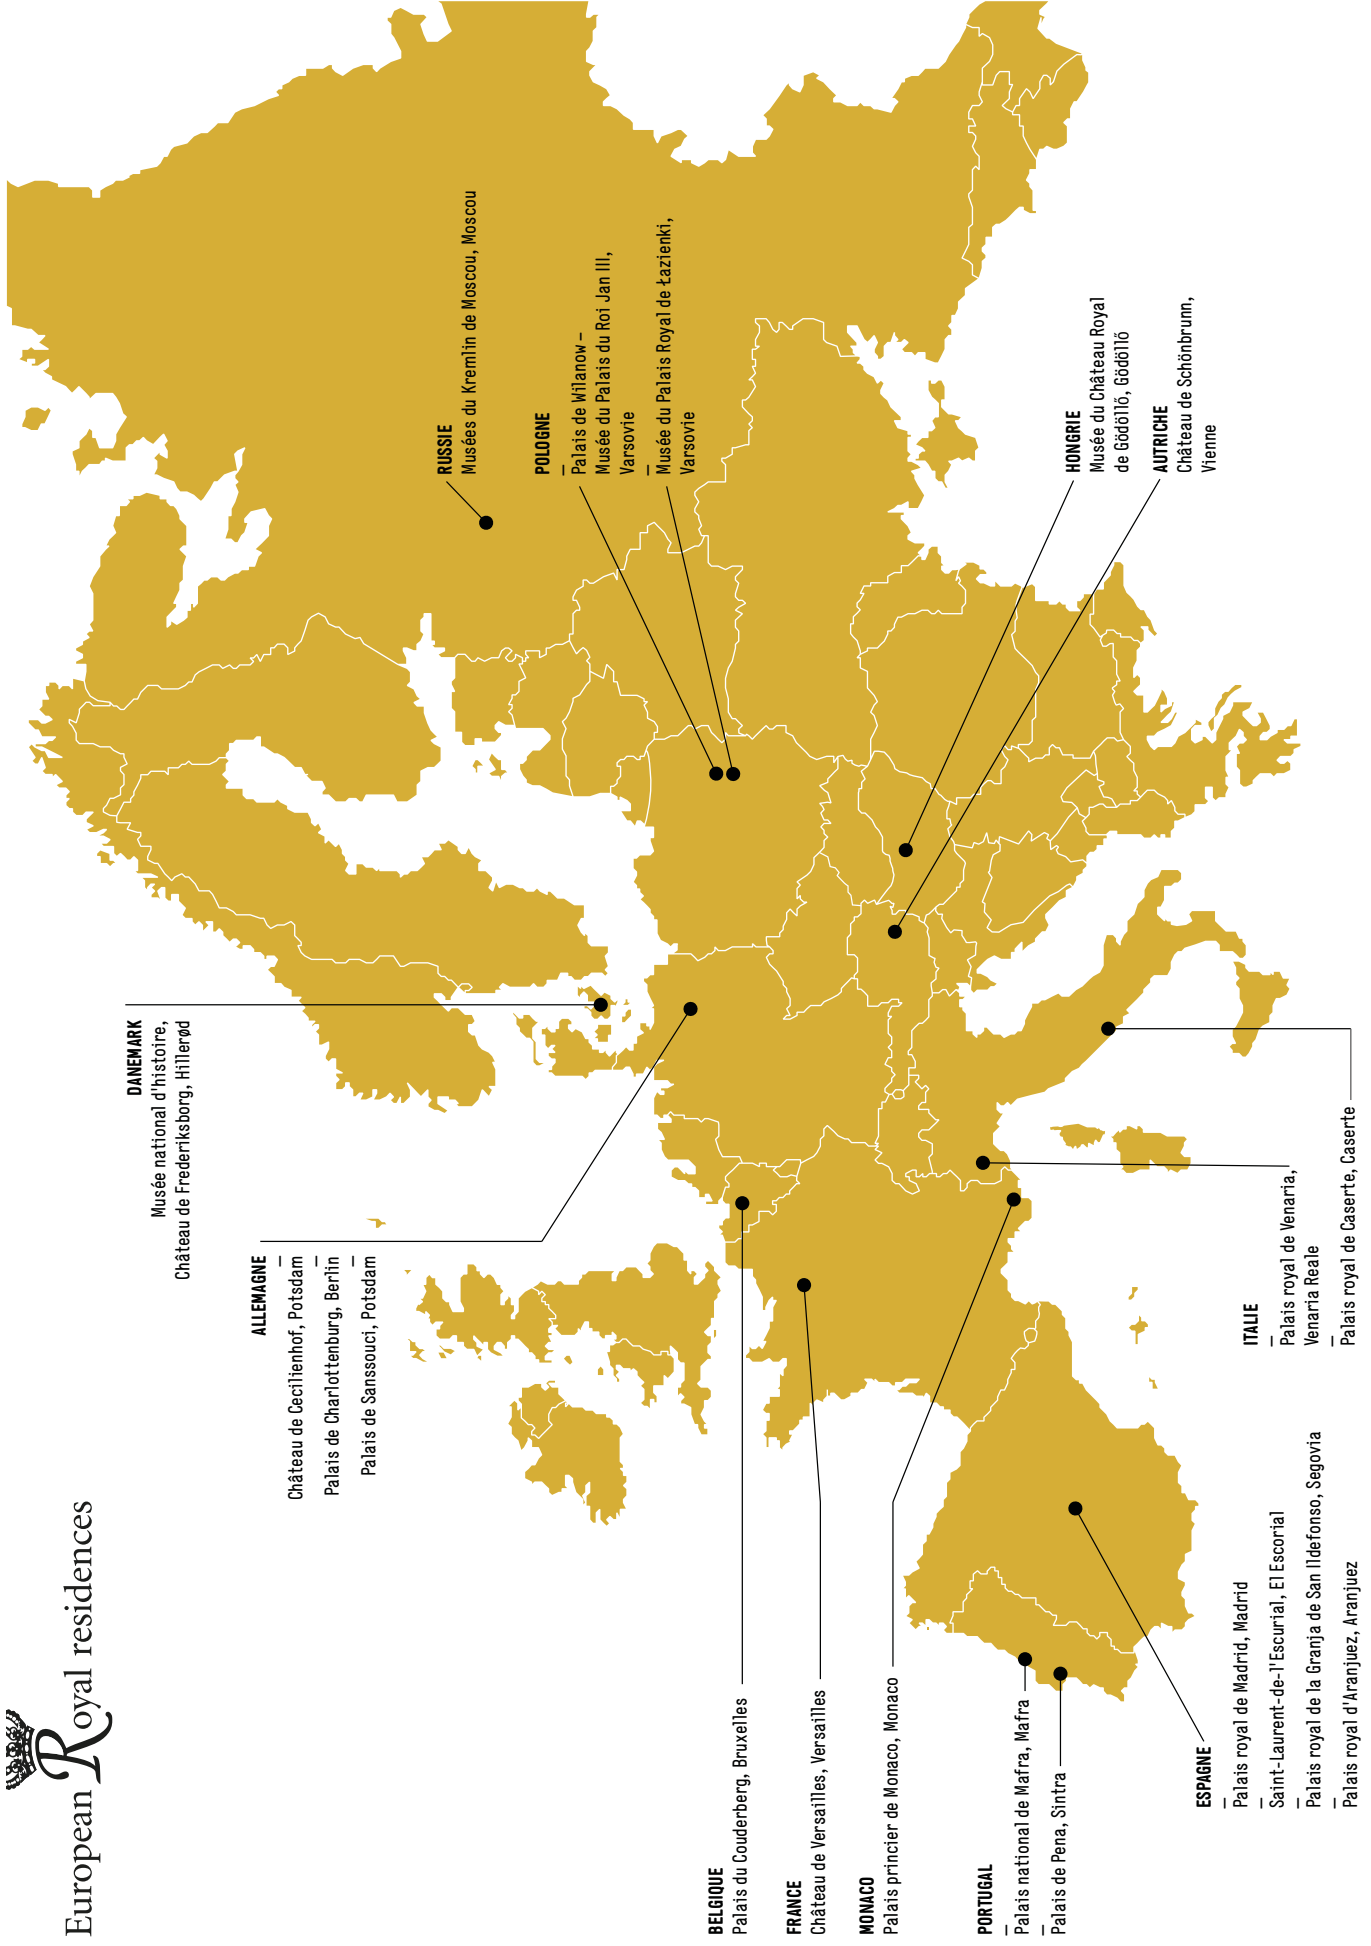 European Royal residences
DANEMARK
Musée national d'histoire,
Château de Frederiksborg, Hillerød
ALLEMAGNE
–
Château de Cecilienhof, Potsdam
–
Palais de Charlottenburg, Berlin
–
Palais de Sanssouci, Potsdam
RUSSIE
Musées du Kremlin de Moscou, Moscou
POLOGNE
–
Palais de Wilanow –
Musée du Palais du Roi Jan III,
Varsovie
–
Musée du Palais Royal de Łazienki,
Varsovie
BELGIQUE
Palais du Couderberg, Bruxelles
FRANCE
Château de Versailles, Versailles
MONACO
Palais princier de Monaco, Monaco
PORTUGAL
–
Palais national de Mafra, Mafra
–
Palais de Pena, Sintra
HONGRIE
Musée du Château Royal
de Gödöllő, Gödöllő
AUTRICHE
Château de Schönbrunn,
Vienne
ESPAGNE
–
Palais royal de Madrid, Madrid
–
Saint-Laurent-de-l'Escurial, El Escorial
–
Palais royal de la Granja de San Ildefonso, Segovia
–
Palais royal d'Aranjuez, Aranjuez
ITALIE
–
Palais royal de Venaria,
Venaria Reale
–
Palais royal de Caserte, Caserte